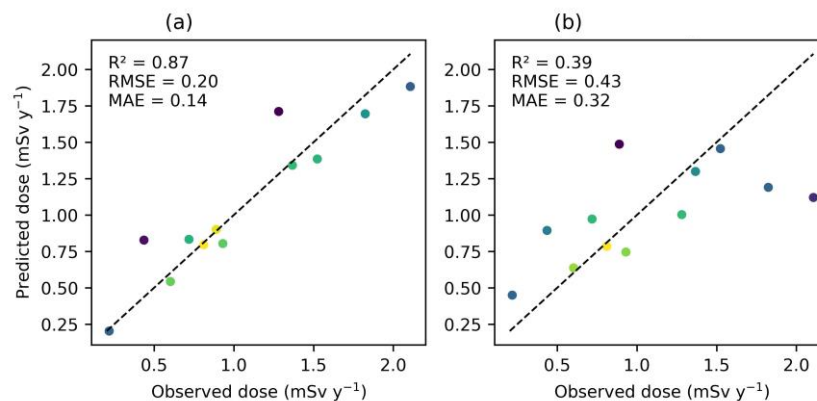 (a)
R² = 0.87
RMSE = 0.20
MAE = 0.14
Predicted dose (mSv y⁻¹)
2.00
1.75
1.50
1.25
1.00
0.75
0.50
0.25
0.5 1.0 1.5 2.0
Observed dose (mSv y⁻¹)
(b)
R² = 0.39
RMSE = 0.43
MAE = 0.32
2.00
1.75
1.50
1.25
1.00
0.75
0.50
0.25
0.5 1.0 1.5 2.0
Observed dose (mSv y⁻¹)